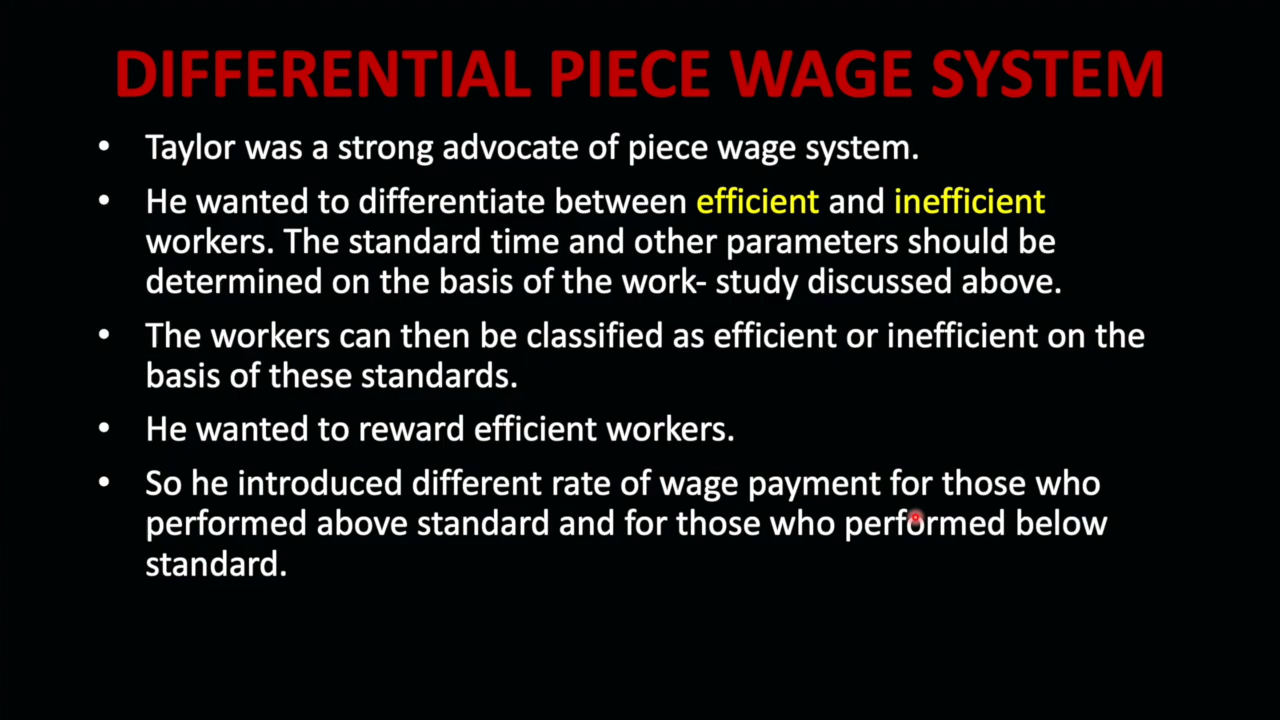 DIFFERENTIAL PIECE WAGE SYSTEM
• Taylor was a strong advocate of piece wage system.
• He wanted to differentiate between efficient and inefficient
workers. The standard time and other parameters should be
determined on the basis of the work- study discussed above.
• The workers can then be classified as efficient or inefficient on the
basis of these standards.
• He wanted to reward efficient workers.
• So he introduced different rate of wage payment for those who
performed above standard and for those who performed below
standard.